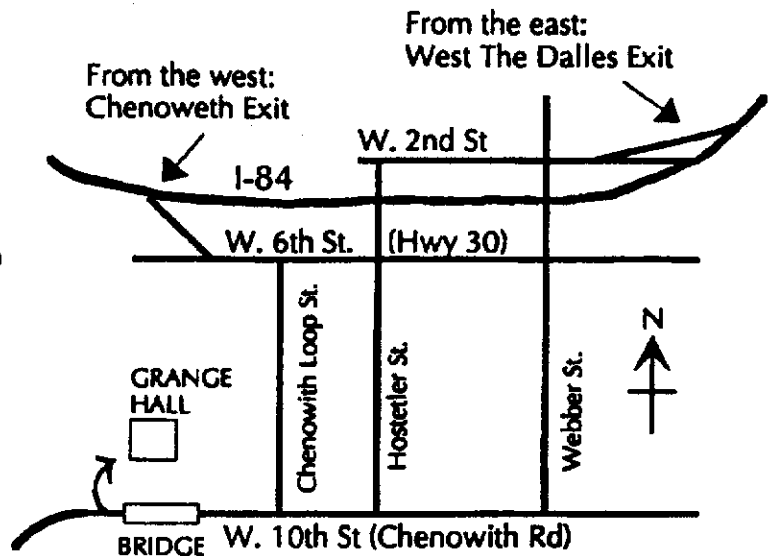 From the east:
West The Dalles Exit
From the west:
Chenoweth Exit
W. 2nd St
I-84
W. 6th St. (Hwy 30)
Chenowith Loop St.
Hostetler St.
Webber St.
N
GRANGE
HALL
BRIDGE
W. 10th St (Chenowith Rd)